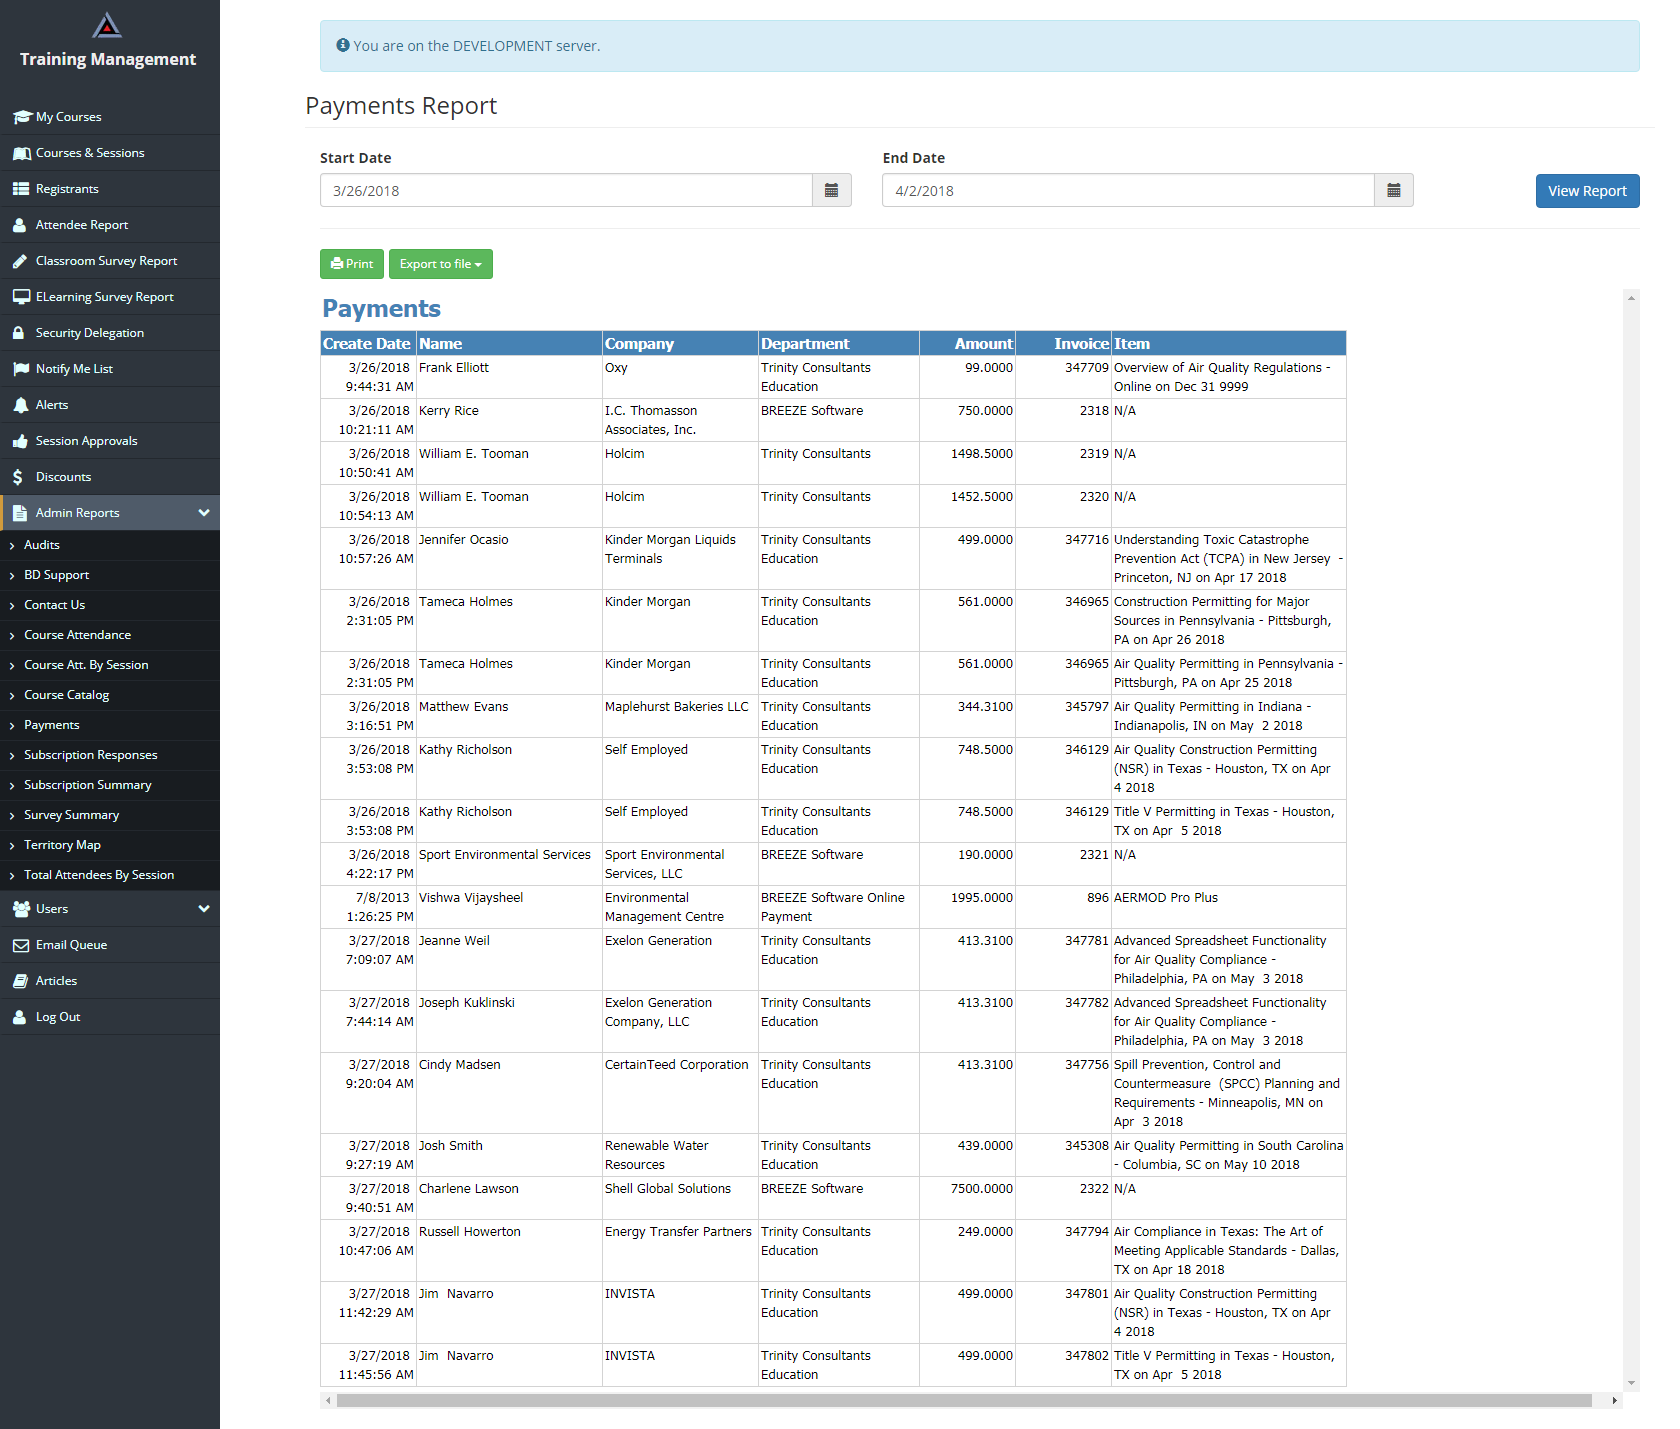 Training Management
My Courses
Courses & Sessions
Registrants
Attendee Report
Classroom Survey Report
ELearning Survey Report
Security Delegation
Notify Me List
Alerts
Session Approvals
Discounts
Admin Reports
Audits
BD Support
Contact Us
Course Attendance
Course Att. By Session
Course Catalog
Payments
Subscription Responses
Subscription Summary
Survey Summary
Territory Map
Total Attendees By Session
Users
Email Queue
Articles
Log Out
You are on the DEVELOPMENT server.
Payments Report
Start Date End Date
3/26/2018 4/2/2018 View Report
Print Export to file
Payments
Create Date Name Company Department Amount Invoice Item
3/26/2018 Frank Elliott Oxy Trinity Consultants 99.0000 347709 Overview of Air Quality Regulations -
9:44:31 AM Education Online on Dec 31 9999
3/26/2018 Kerry Rice I.C. Thomasson BREEZE Software 750.0000 2318 N/A
10:21:11 AM Associates, Inc.
3/26/2018 William E. Tooman Holcim Trinity Consultants 1498.5000 2319 N/A
10:50:41 AM
3/26/2018 William E. Tooman Holcim Trinity Consultants 1452.5000 2320 N/A
10:54:13 AM
3/26/2018 Jennifer Ocasio Kinder Morgan Liquids Trinity Consultants 499.0000 347716 Understanding Toxic Catastrophe
10:57:26 AM Terminals Education Prevention Act (TCPA) in New Jersey -
Princeton, NJ on Apr 17 2018
3/26/2018 Tameca Holmes Kinder Morgan Trinity Consultants 561.0000 346965 Construction Permitting for Major
2:31:05 PM Education Sources in Pennsylvania - Pittsburgh,
PA on Apr 26 2018
3/26/2018 Tameca Holmes Kinder Morgan Trinity Consultants 561.0000 346965 Air Quality Permitting in Pennsylvania -
2:31:05 PM Education Pittsburgh, PA on Apr 25 2018
3/26/2018 Matthew Evans Maplehurst Bakeries LLC Trinity Consultants 344.3100 345797 Air Quality Permitting in Indiana -
3:16:51 PM Education Indianapolis, IN on May 2 2018
3/26/2018 Kathy Richolson Self Employed Trinity Consultants 748.5000 346129 Air Quality Construction Permitting
3:53:08 PM Education (NSR) in Texas - Houston, TX on Apr
4 2018
3/26/2018 Kathy Richolson Self Employed Trinity Consultants 748.5000 346129 Title V Permitting in Texas - Houston,
3:53:08 PM Education TX on Apr 5 2018
3/26/2018 Sport Environmental Services Sport Environmental BREEZE Software 190.0000 2321 N/A
4:22:17 PM Services, LLC
7/8/2013 Vishwa Vijaysheel Environmental BREEZE Software Online 1995.0000 896 AERMOD Pro Plus
1:26:25 PM Management Centre Payment
3/27/2018 Jeanne Weil Exelon Generation Trinity Consultants 413.3100 347781 Advanced Spreadsheet Functionality
7:09:07 AM Education for Air Quality Compliance -
Philadelphia, PA on May 3 2018
3/27/2018 Joseph Kuklinski Exelon Generation Trinity Consultants 413.3100 347782 Advanced Spreadsheet Functionality
7:44:14 AM Company, LLC Education for Air Quality Compliance -
Philadelphia, PA on May 3 2018
3/27/2018 Cindy Madsen CertainTeed Corporation Trinity Consultants 413.3100 347756 Spill Prevention, Control and
9:20:04 AM Education Countermeasure (SPCC) Planning and
Requirements - Minneapolis, MN on
Apr 3 2018
3/27/2018 Josh Smith Renewable Water Trinity Consultants 439.0000 345308 Air Quality Permitting in South Carolina
9:27:19 AM Resources Education - Columbia, SC on May 10 2018
3/27/2018 Charlene Lawson Shell Global Solutions BREEZE Software 7500.0000 2322 N/A
9:40:51 AM
3/27/2018 Russell Howerton Energy Transfer Partners Trinity Consultants 249.0000 347794 Air Compliance in Texas: The Art of
10:47:06 AM Education Meeting Applicable Standards - Dallas,
TX on Apr 18 2018
3/27/2018 Jim Navarro INVISTA Trinity Consultants 499.0000 347801 Air Quality Construction Permitting
11:42:29 AM Education (NSR) in Texas - Houston, TX on Apr
4 2018
3/27/2018 Jim Navarro INVISTA Trinity Consultants 499.0000 347802 Title V Permitting in Texas - Houston,
11:45:56 AM Education TX on Apr 5 2018